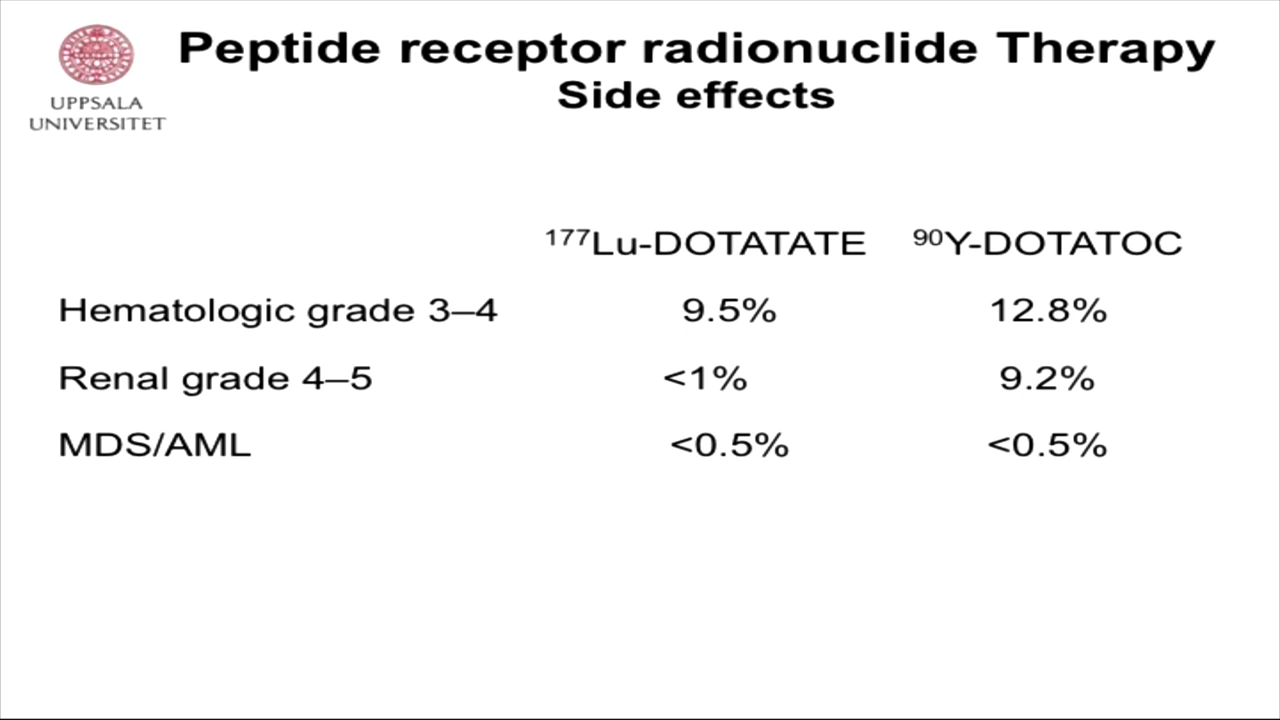 Peptide receptor radionuclide Therapy
Side effects
UPPSALA
UNIVERSITET
177Lu-DOTATATE 90Y-DOTATOC
Hematologic grade 3–4 9.5% 12.8%
Renal grade 4–5 <1% 9.2%
MDS/AML <0.5% <0.5%